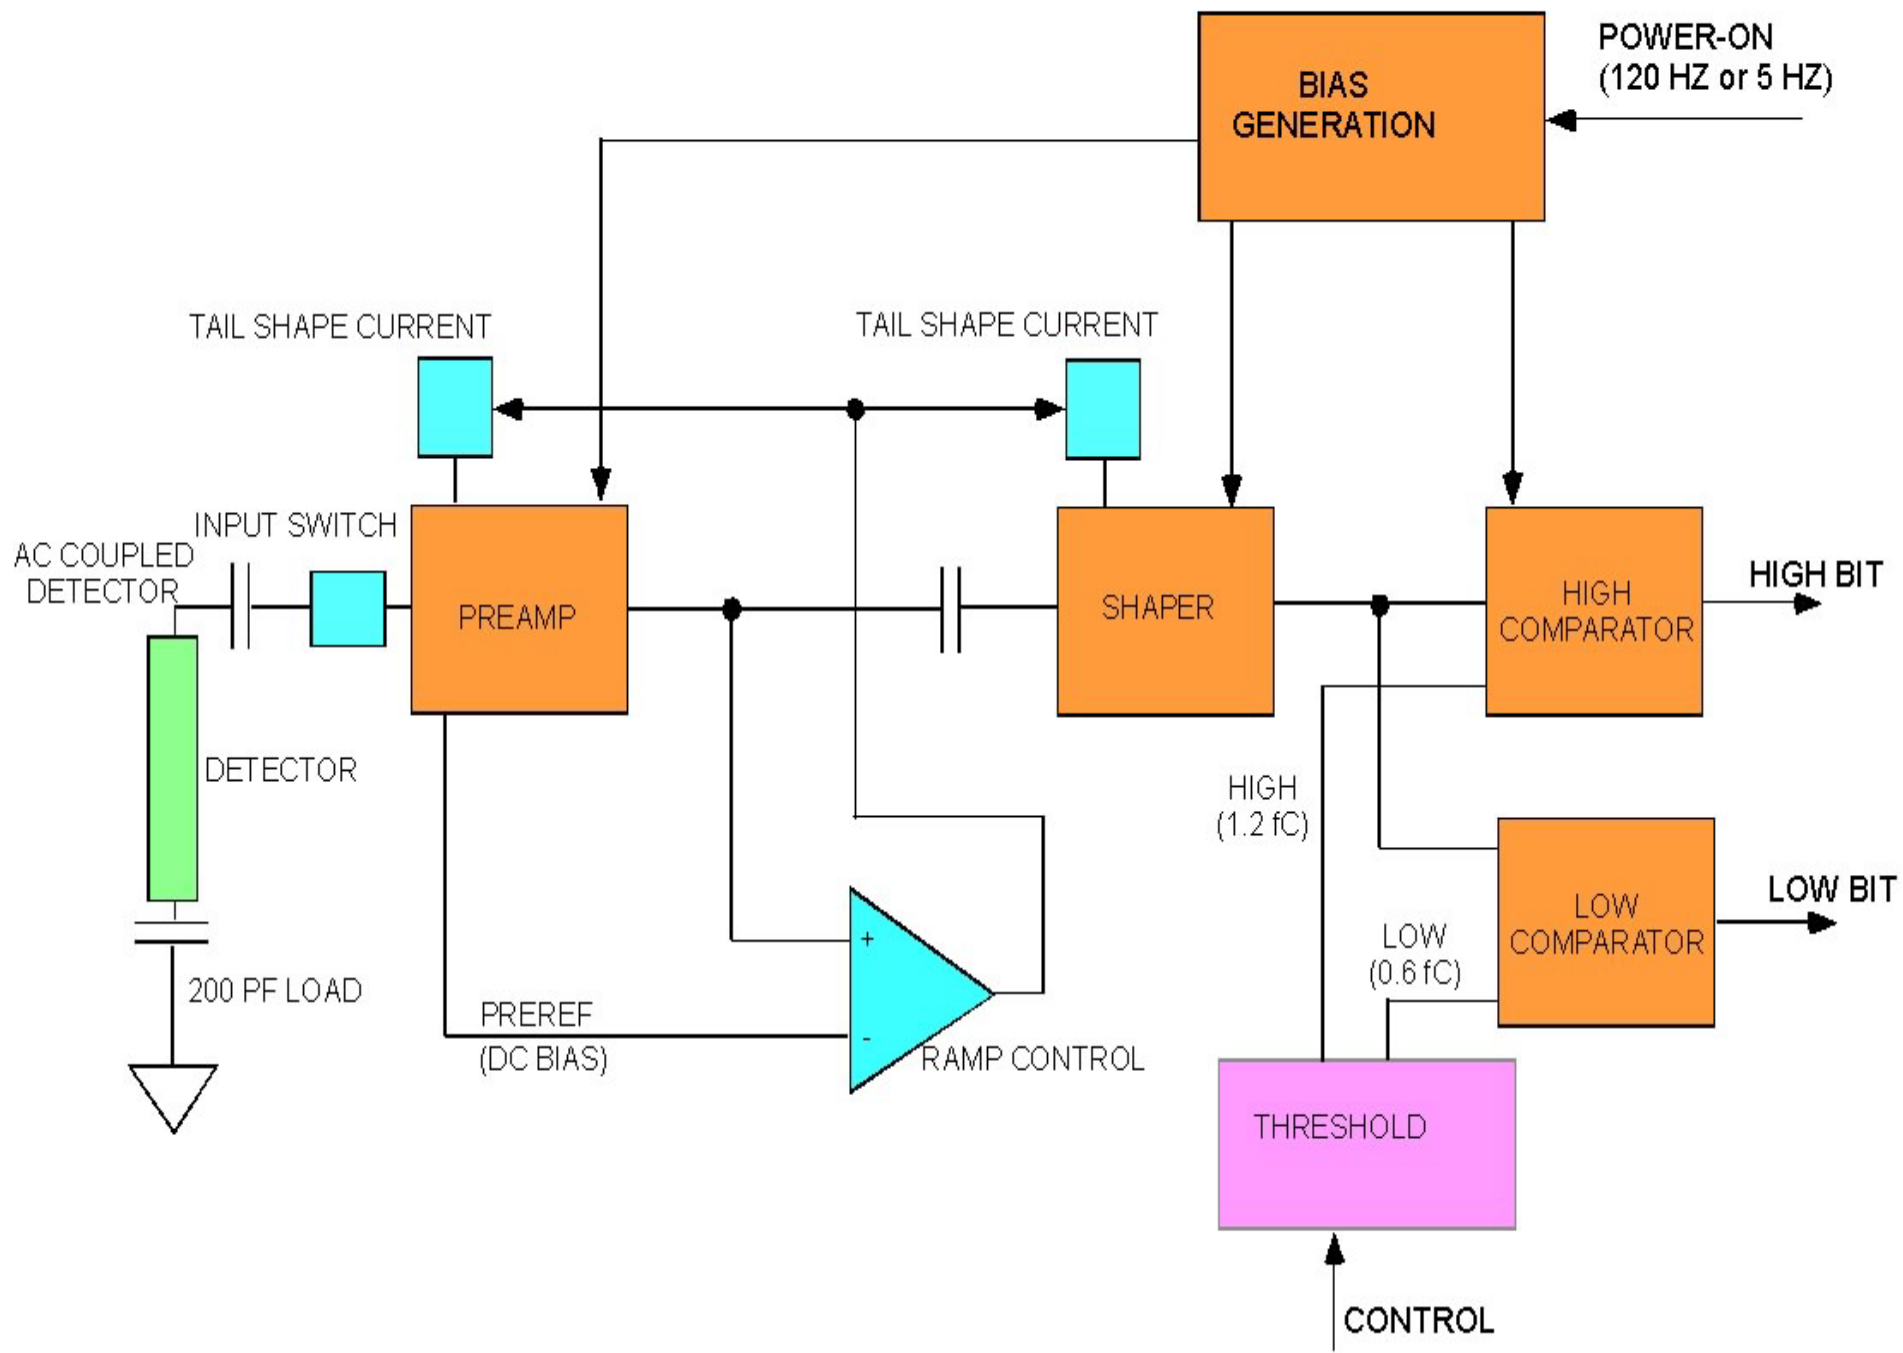 POWER-ON
(120 HZ or 5 HZ)
BIAS
GENERATION
TAIL SHAPE CURRENT
TAIL SHAPE CURRENT
INPUT SWITCH
AC COUPLED
DETECTOR
PREAMP
SHAPER
HIGH
COMPARATOR
HIGH BIT
DETECTOR
HIGH
(1.2 fC)
LOW
COMPARATOR
LOW BIT
LOW
(0.6 fC)
+
-
200 PF LOAD
PREREF
(DC BIAS)
RAMP CONTROL
THRESHOLD
CONTROL